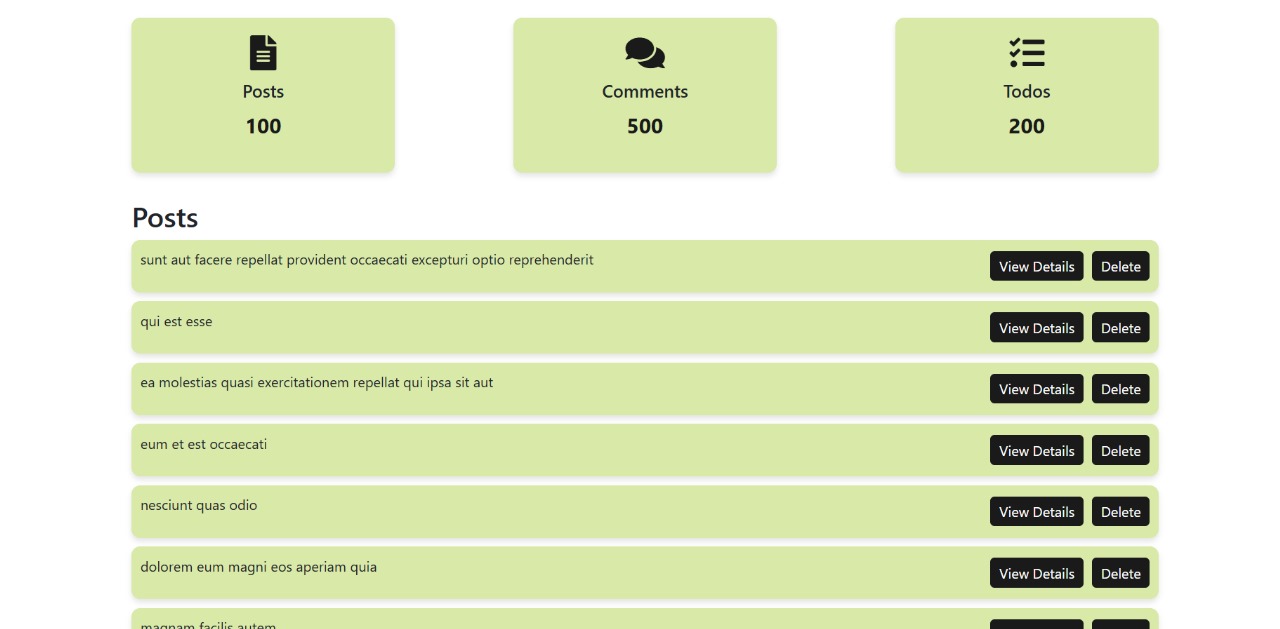 Posts
100
Comments
500
Todos
200
Posts
sunt aut facere repellat provident occaecati excepturi optio reprehenderit
View Details
Delete
qui est esse
View Details
Delete
ea molestias quasi exercitationem repellat qui ipsa sit aut
View Details
Delete
eum et est occaecati
View Details
Delete
nesciunt quas odio
View Details
Delete
dolorem eum magni eos aperiam quia
View Details
Delete
magnam facilis autem